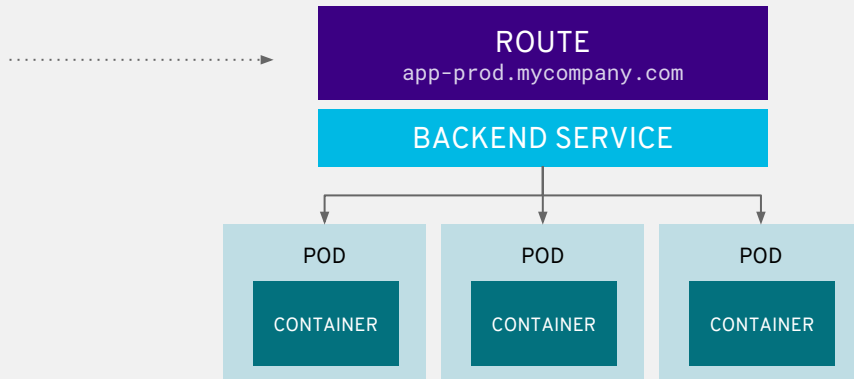 ROUTE
app-prod.mycompany.com
BACKEND SERVICE
POD
POD
POD
CONTAINER
CONTAINER
CONTAINER